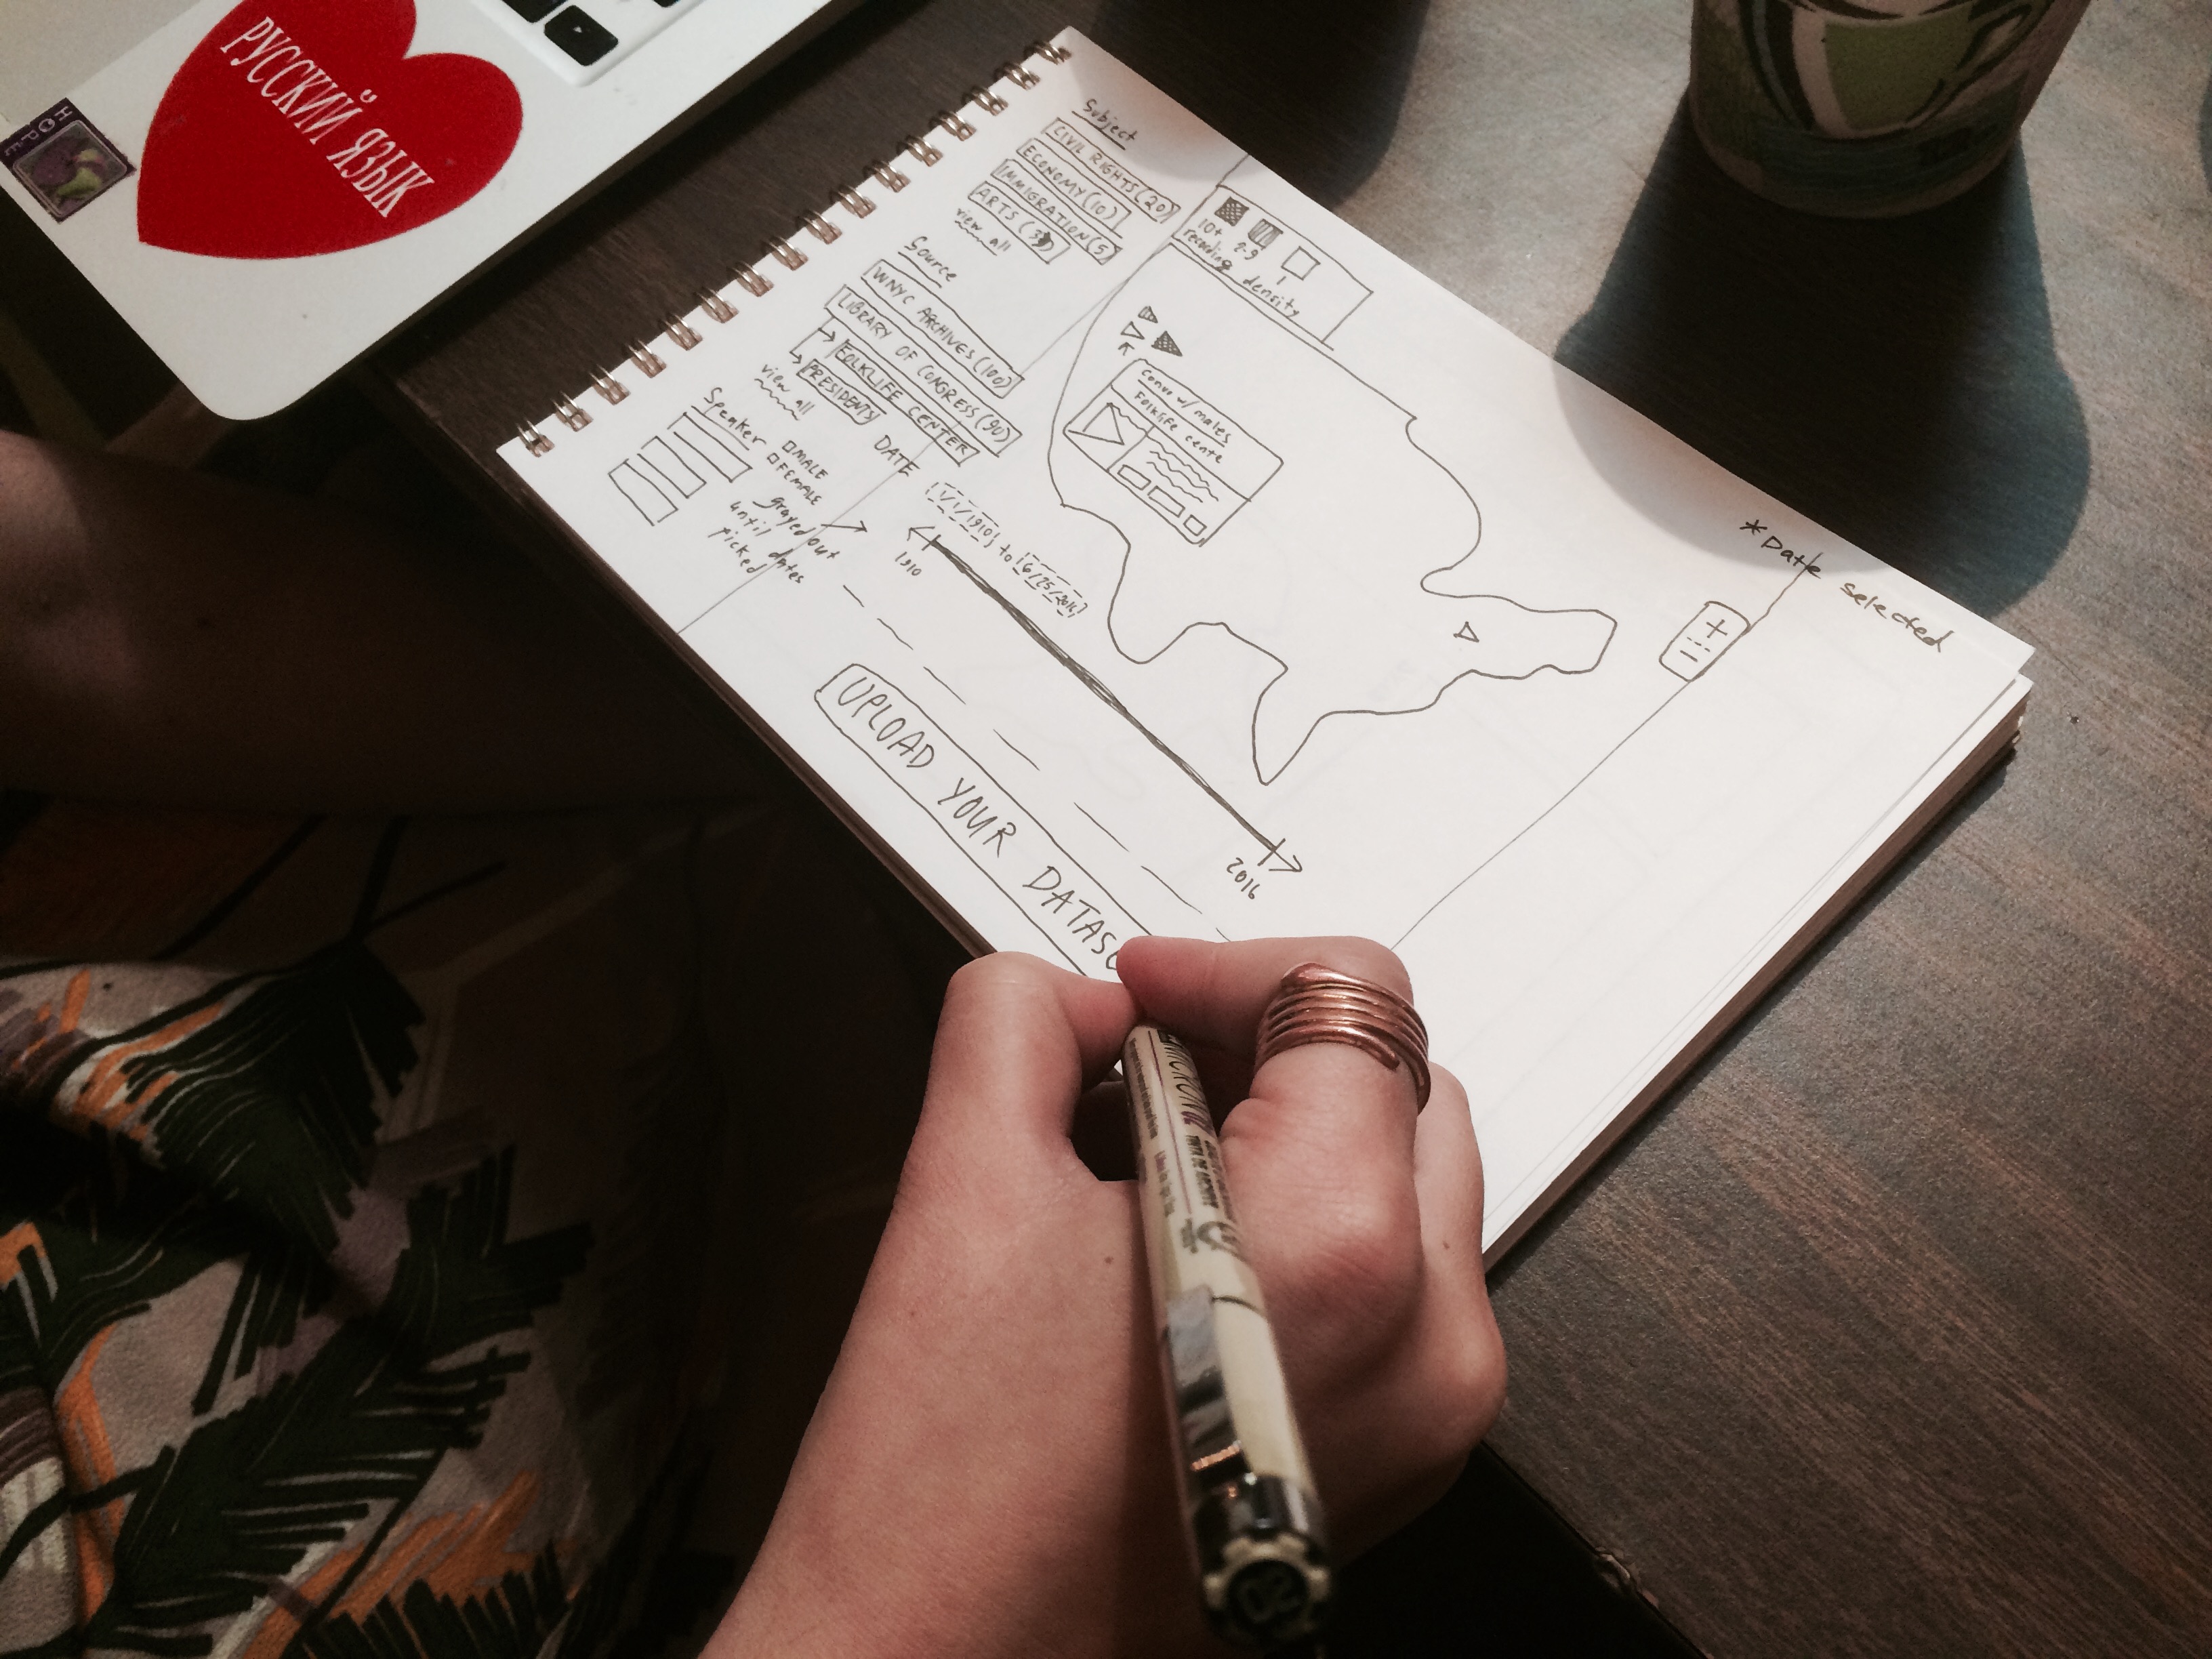 РУССКИЙ ЯЗЫК
HOPE
Subject
CIVIL RIGHTS (20)
ECONOMY (10)
IMMIGRATION (5)
ARTS (3)
view all
Source
WNYC ARCHIVES (100)
LIBRARY OF CONGRESS (90)
FOLKLIFE CENTER
PRESIDENTS
view all
Speaker
MALE
FEMALE
grayed out
until dates
picked
DATE
1/1/1910 to 6/25/2016
1910
2016
10+ 2-9 1
recording density
Convo w/ males
Folklife cente
+
-
* Date selected
UPLOAD YOUR DATASE
MICRON
02